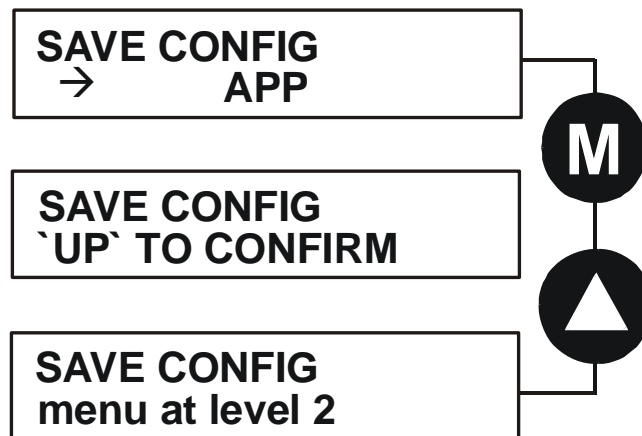 SAVE CONFIG
→ APP
M
SAVE CONFIG
`UP` TO CONFIRM
SAVE CONFIG
menu at level 2